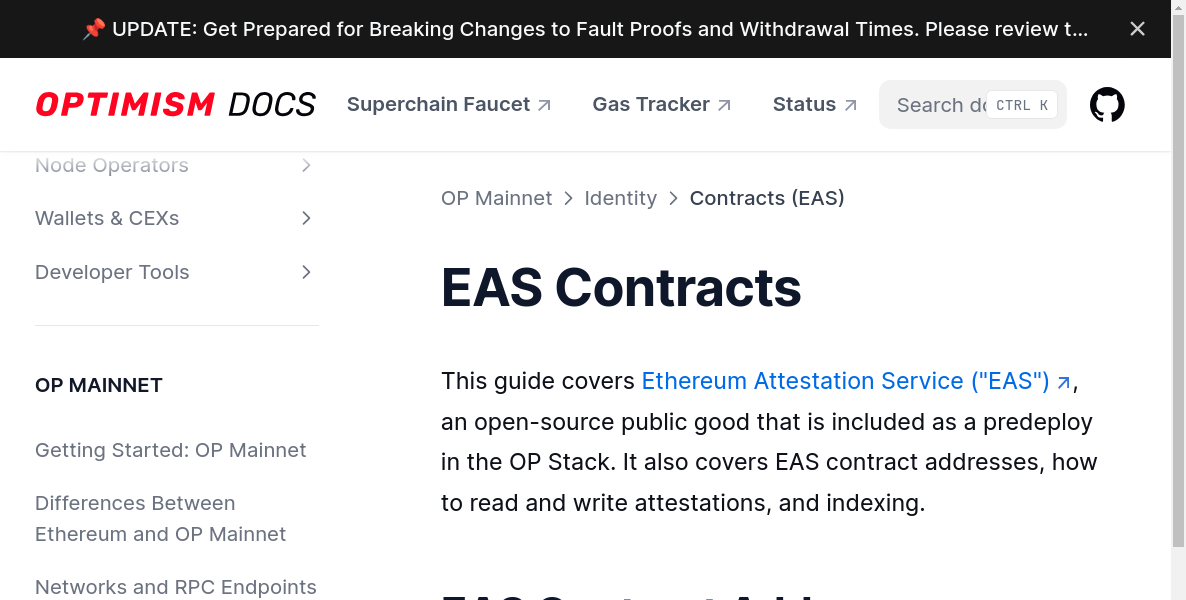 📌 UPDATE: Get Prepared for Breaking Changes to Fault Proofs and Withdrawal Times. Please review t...
OPTIMISM DOCS
Superchain Faucet
Gas Tracker
Status
Search do
CTRL K
Node Operators
Wallets & CEXs
Developer Tools
OP MAINNET
Getting Started: OP Mainnet
Differences Between
Ethereum and OP Mainnet
Networks and RPC Endpoints
OP Mainnet > Identity > Contracts (EAS)
EAS Contracts
This guide covers Ethereum Attestation Service ("EAS") ,
an open-source public good that is included as a predeploy
in the OP Stack. It also covers EAS contract addresses, how
to read and write attestations, and indexing.